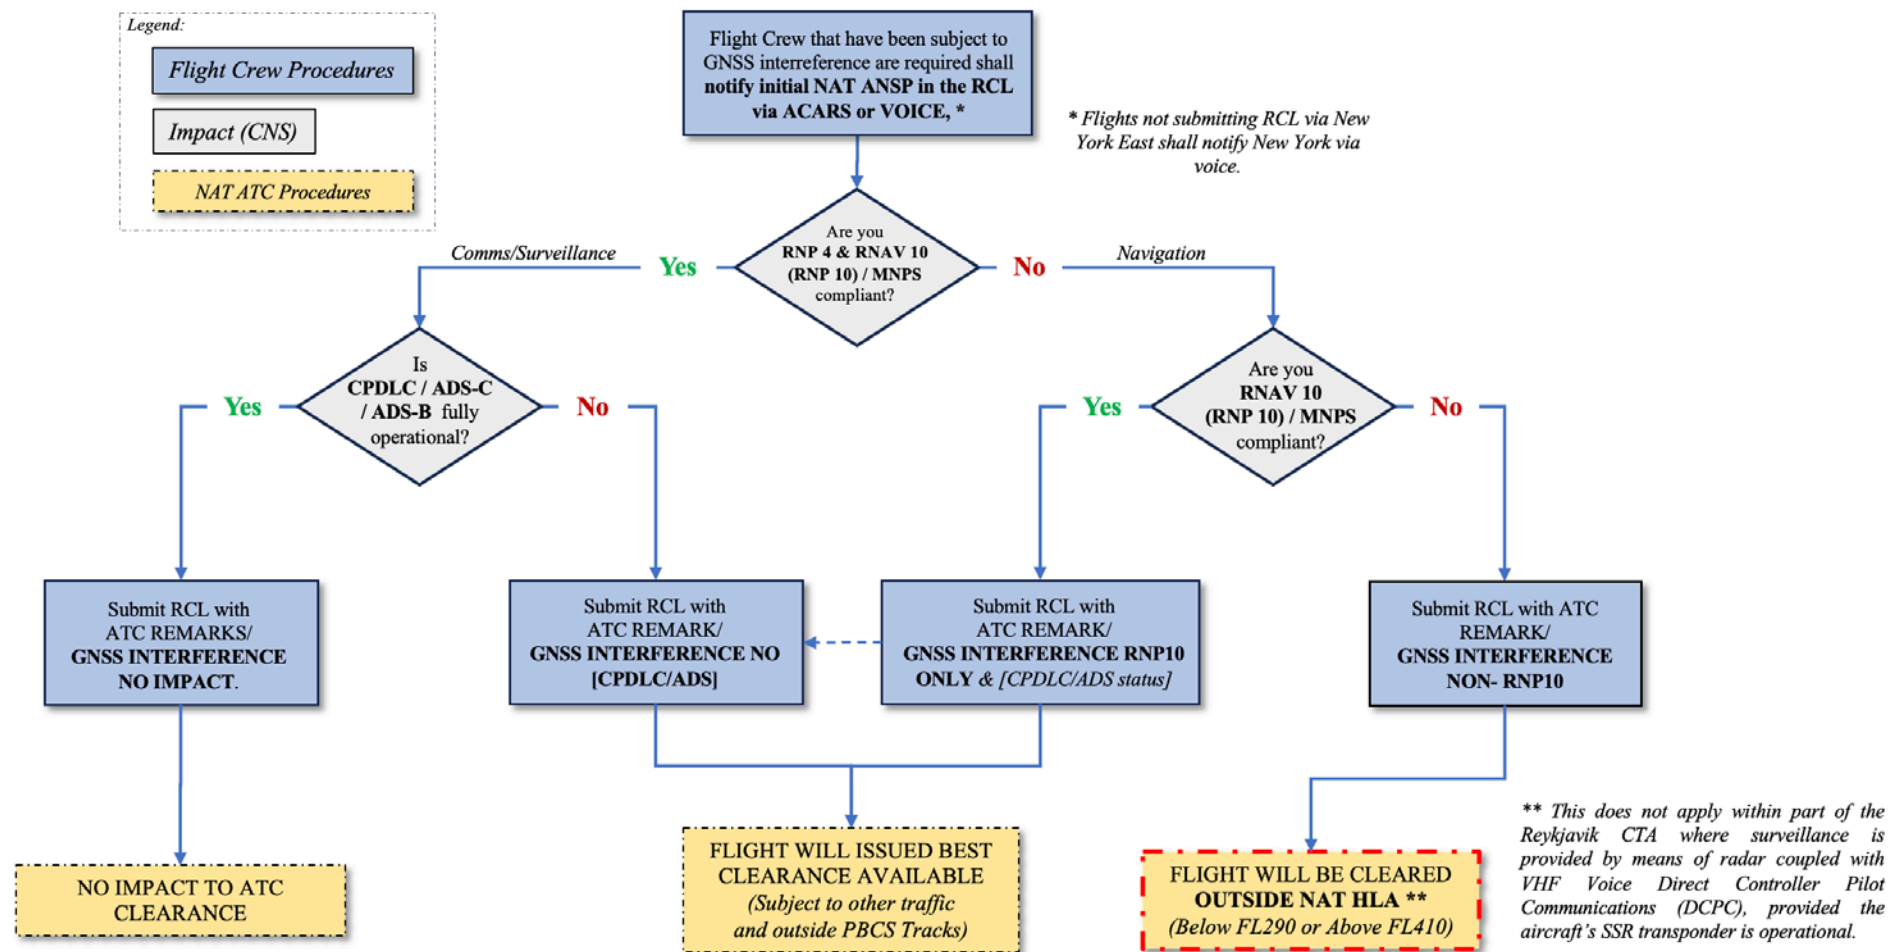 Legend:
Flight Crew Procedures
Impact (CNS)
NAT ATC Procedures
Flight Crew that have been subject to
GNSS interreference are required shall
notify initial NAT ANSP in the RCL
via ACARS or VOICE, *
* Flights not submitting RCL via New
York East shall notify New York via
voice.
Are you
RNP 4 & RNAV 10
(RNP 10) / MNPS
compliant?
Comms/Surveillance
Yes
No
Navigation
Is
CPDLC / ADS-C
/ ADS-B fully
operational?
Yes
No
Are you
RNAV 10
(RNP 10) / MNPS
compliant?
Yes
No
Submit RCL with
ATC REMARKS/
GNSS INTERFERENCE
NO IMPACT.
Submit RCL with
ATC REMARK/
GNSS INTERFERENCE NO
[CPDLC/ADS]
Submit RCL with
ATC REMARK/
GNSS INTERFERENCE RNP10
ONLY & [CPDLC/ADS status]
Submit RCL with ATC
REMARK/
GNSS INTERFERENCE
NON- RNP10
NO IMPACT TO ATC
CLEARANCE
FLIGHT WILL ISSUED BEST
CLEARANCE AVAILABLE
(Subject to other traffic
and outside PBCS Tracks)
FLIGHT WILL BE CLEARED
OUTSIDE NAT HLA **
(Below FL290 or Above FL410)
** This does not apply within part of the
Reykjavik CTA where surveillance is
provided by means of radar coupled with
VHF Voice Direct Controller Pilot
Communications (DCPC), provided the
aircraft's SSR transponder is operational.